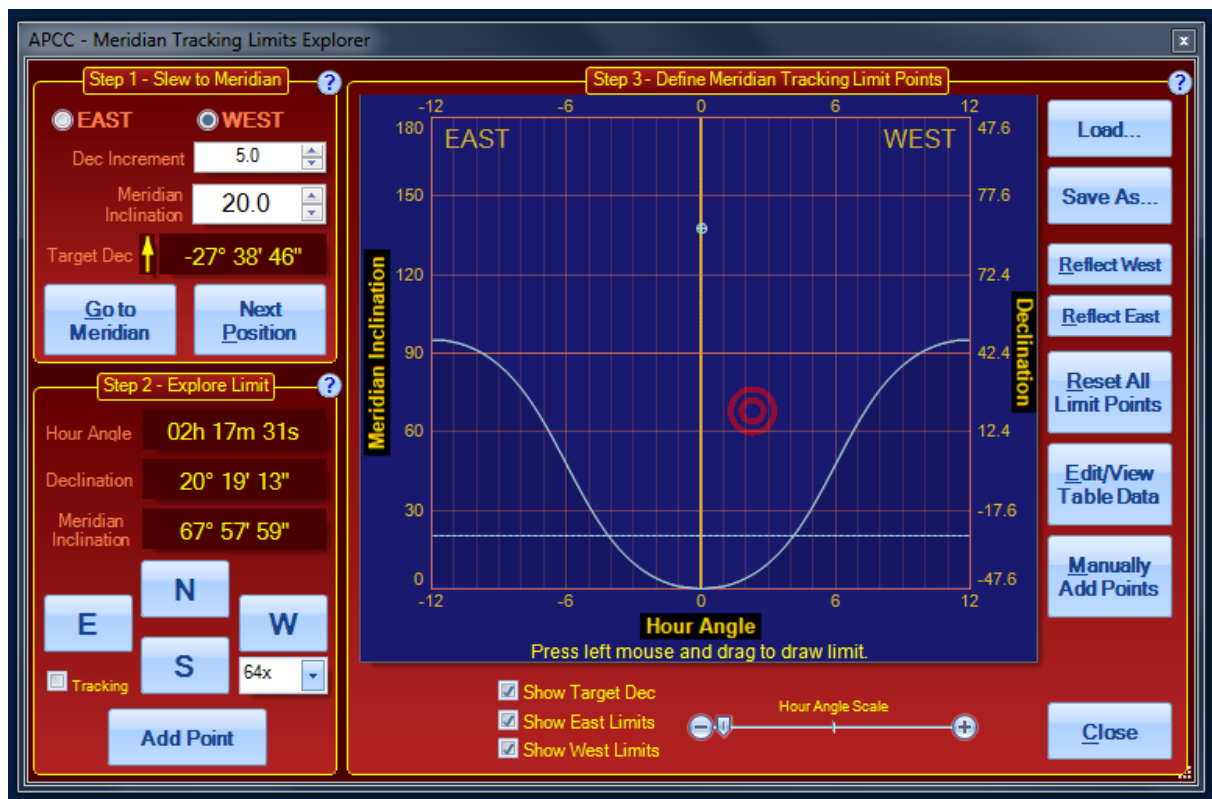 APCC - Meridian Tracking Limits Explorer
x
Step 1 - Slew to Meridian
?
EAST
WEST
Dec Increment
5.0
Meridian
Inclination
20.0
Target Dec
-27° 38' 46"
Go to
Meridian
Next
Position
Step 2 - Explore Limit
?
Hour Angle
02h 17m 31s
Declination
20° 19' 13"
Meridian
Inclination
67° 57' 59"
N
E
W
S
64x
Tracking
Add Point
Step 3 - Define Meridian Tracking Limit Points
?
-12
-6
0
6
12
180
EAST
WEST
47.6
150
77.6
120
72.4
90
42.4
60
12.4
30
-17.6
0
-47.6
Meridian Inclination
Declination
-12
-6
0
6
12
Hour Angle
Press left mouse and drag to draw limit.
Show Target Dec
Show East Limits
Show West Limits
Hour Angle Scale
Load...
Save As...
Reflect West
Reflect East
Reset All
Limit Points
Edit/View
Table Data
Manually
Add Points
Close